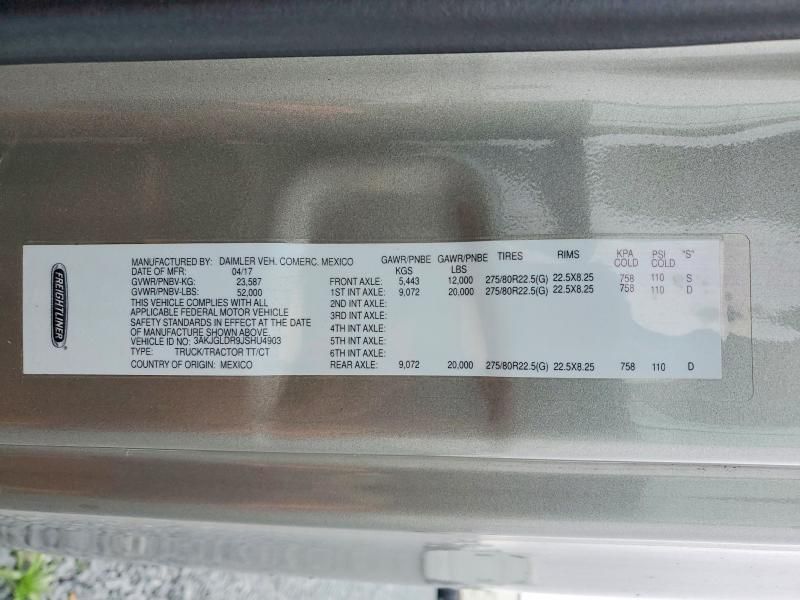 FREIGHTLINER
MANUFACTURED BY: DAIMLER VEH. COMERC. MEXICO
DATE OF MFR: 04/17
GVWR/PNBV-KG: 23,587
GVWR/PNBV-LBS: 52,000
THIS VEHICLE COMPLIES WITH ALL
APPLICABLE FEDERAL MOTOR VEHICLE
SAFETY STANDARDS IN EFFECT AT THE DATE
OF MANUFACTURE SHOWN ABOVE.
VEHICLE ID NO: 3AKJGLDR9JSHU4903
TYPE: TRUCK/TRACTOR TT/CT
COUNTRY OF ORIGIN: MEXICO
GAWR/PNBE KGS GAWR/PNBE LBS TIRES RIMS KPA COLD PSI COLD "S"
FRONT AXLE: 5,443 12,000 275/80R22.5(G) 22.5X8.25 758 110 S
1ST INT AXLE: 9,072 20,000 275/80R22.5(G) 22.5X8.25 758 110 D
2ND INT AXLE:
3RD INT AXLE:
4TH INT AXLE:
5TH INT AXLE:
6TH INT AXLE:
REAR AXLE: 9,072 20,000 275/80R22.5(G) 22.5X8.25 758 110 D